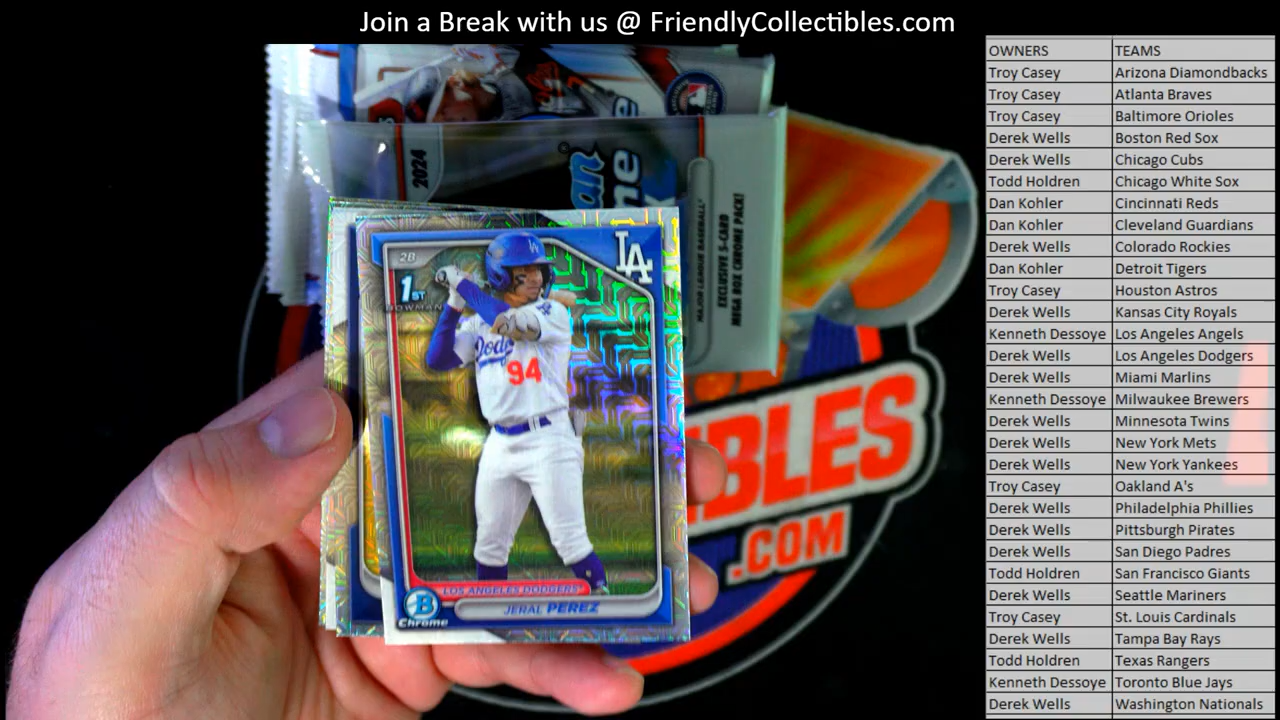 Join a Break with us @ FriendlyCollectibles.com
OWNERS TEAMS
Troy Casey Arizona Diamondbacks
Troy Casey Atlanta Braves
Troy Casey Baltimore Orioles
Derek Wells Boston Red Sox
Derek Wells Chicago Cubs
Todd Holdren Chicago White Sox
Dan Kohler Cincinnati Reds
Dan Kohler Cleveland Guardians
Derek Wells Colorado Rockies
Dan Kohler Detroit Tigers
Troy Casey Houston Astros
Derek Wells Kansas City Royals
Kenneth Dessoye Los Angeles Angels
Derek Wells Los Angeles Dodgers
Derek Wells Miami Marlins
Kenneth Dessoye Milwaukee Brewers
Derek Wells Minnesota Twins
Derek Wells New York Mets
Derek Wells New York Yankees
Troy Casey Oakland A's
Derek Wells Philadelphia Phillies
Derek Wells Pittsburgh Pirates
Derek Wells San Diego Padres
Todd Holdren San Francisco Giants
Derek Wells Seattle Mariners
Troy Casey St. Louis Cardinals
Derek Wells Tampa Bay Rays
Todd Holdren Texas Rangers
Kenneth Dessoye Toronto Blue Jays
Derek Wells Washington Nationals
2024
MAJOR LEAGUE BASEBALL
EXCLUSIVE 5-CARD
MEGA BOX CHROME PACK!
2B
LA
1ST
BOWMAN
94
LOS ANGELES DODGERS
JERAL PEREZ
B
Chrome
IBLES
.COM